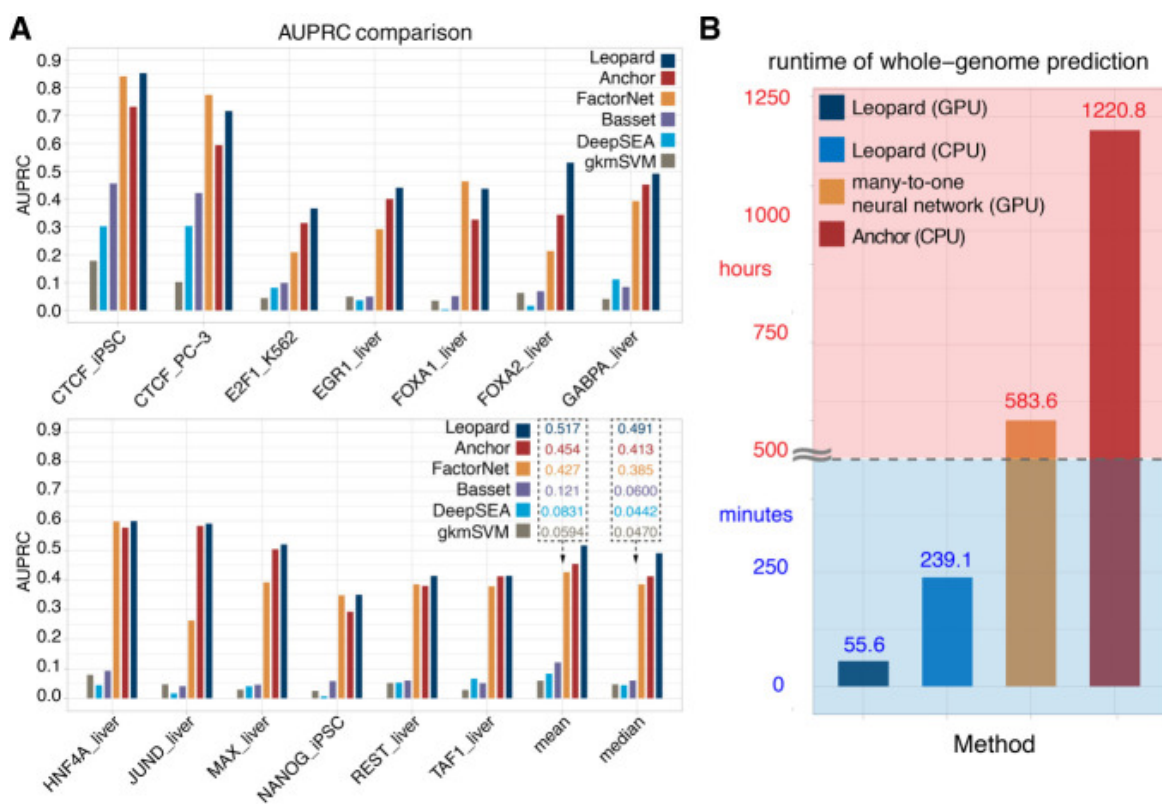 A
AUPRC comparison
0.9
0.8
0.7
0.6
0.5
0.4
0.3
0.2
0.1
0.0
AUPRC
Leopard
Anchor
FactorNet
Basset
DeepSEA
gkmSVM
CTCF_iPSC
CTCF_PC-3
E2F1_K562
EGR1_liver
FOXA1_liver
FOXA2_liver
GABPA_liver
0.9
0.8
0.7
0.6
0.5
0.4
0.3
0.2
0.1
0.0
AUPRC
Leopard 0.517 0.491
Anchor 0.454 0.413
FactorNet 0.427 0.385
Basset 0.121 0.0600
DeepSEA 0.0831 0.0442
gkmSVM 0.0594 0.0470
HNF4A_liver
JUND_liver
MAX_liver
NANOG_iPSC
REST_liver
TAF1_liver
mean
median
B
runtime of whole-genome prediction
1250
1000
hours
750
500
minutes
250
0
Leopard (GPU)
Leopard (CPU)
many-to-one
neural network (GPU)
Anchor (CPU)
1220.8
583.6
239.1
55.6
Method